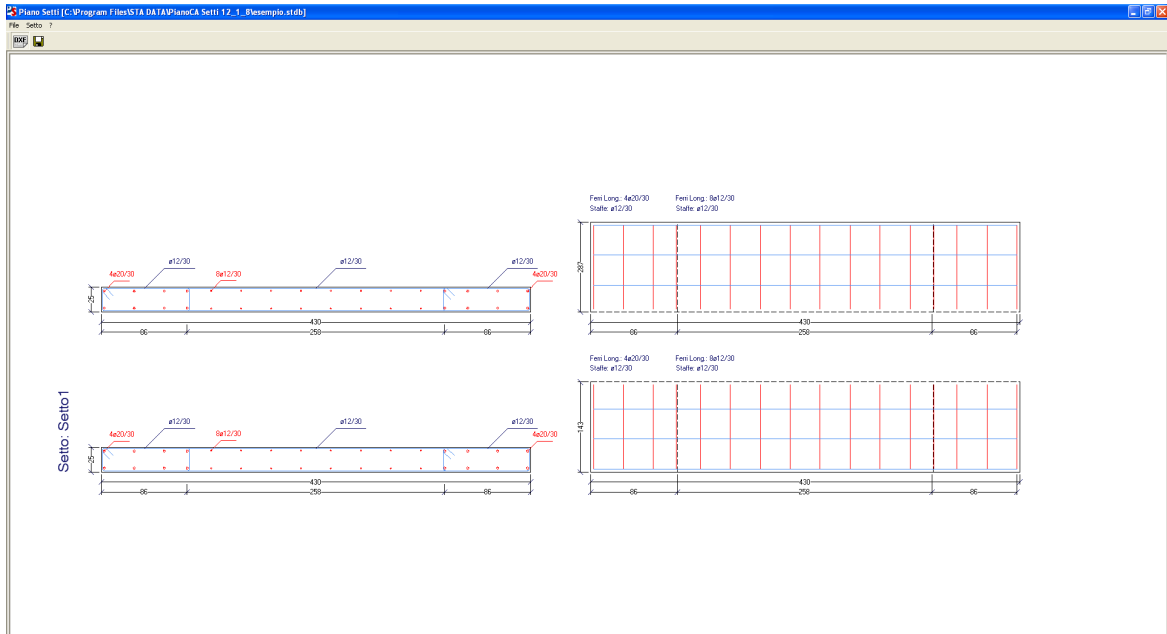 Piano Setti [C:\Program Files\STA DATA\PianoCA Setti 12_1_8\esempio.stdb]
File Setto ?
DXF
Ferri Long.: 4ø20/30 Ferri Long.: 8ø12/30
Staffe: ø12/30 Staffe: ø12/30
ø12/30 ø12/30 ø12/30
4ø20/30 8ø12/30 4ø20/30
25
287
430 430
86 258 86 86 258 86
Ferri Long.: 4ø20/30 Ferri Long.: 8ø12/30
Staffe: ø12/30 Staffe: ø12/30
Setto: Setto1
ø12/30 ø12/30 ø12/30
4ø20/30 8ø12/30 4ø20/30
25
143
430 430
86 258 86 86 258 86